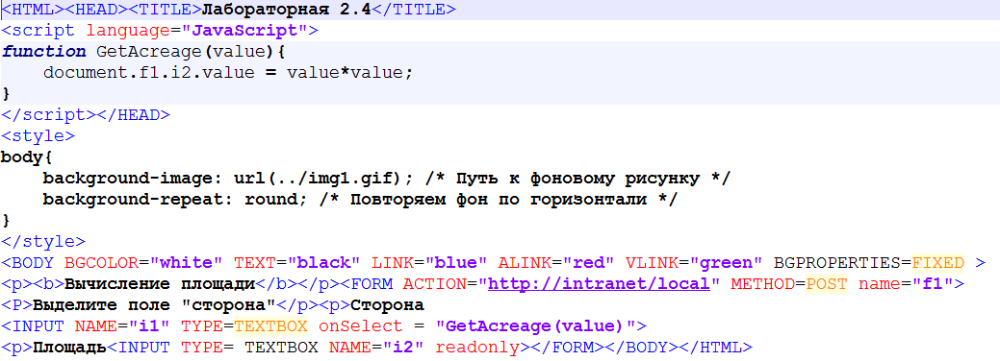 <HTML><HEAD><TITLE>Лабораторная 2.4</TITLE>
<script language="JavaScript">
function GetAcreage(value){
    document.f1.i2.value = value*value;
}
</script></HEAD>
<style>
body{
    background-image: url(../img1.gif); /* Путь к фоновому рисунку */
    background-repeat: round; /* Повторяем фон по горизонтали */
}
</style>
<BODY BGCOLOR="white" TEXT="black" LINK="blue" ALINK="red" VLINK="green" BGPROPERTIES=FIXED >
<p><b>Вычисление площади</b></p><FORM ACTION="http://intranet/local" METHOD=POST name="f1">
<P>Выделите поле "сторона"</p><p>Сторона
<INPUT NAME="i1" TYPE=TEXTBOX onSelect = "GetAcreage(value)">
<p>Площадь<INPUT TYPE= TEXTBOX NAME="i2" readonly></FORM></BODY></HTML>